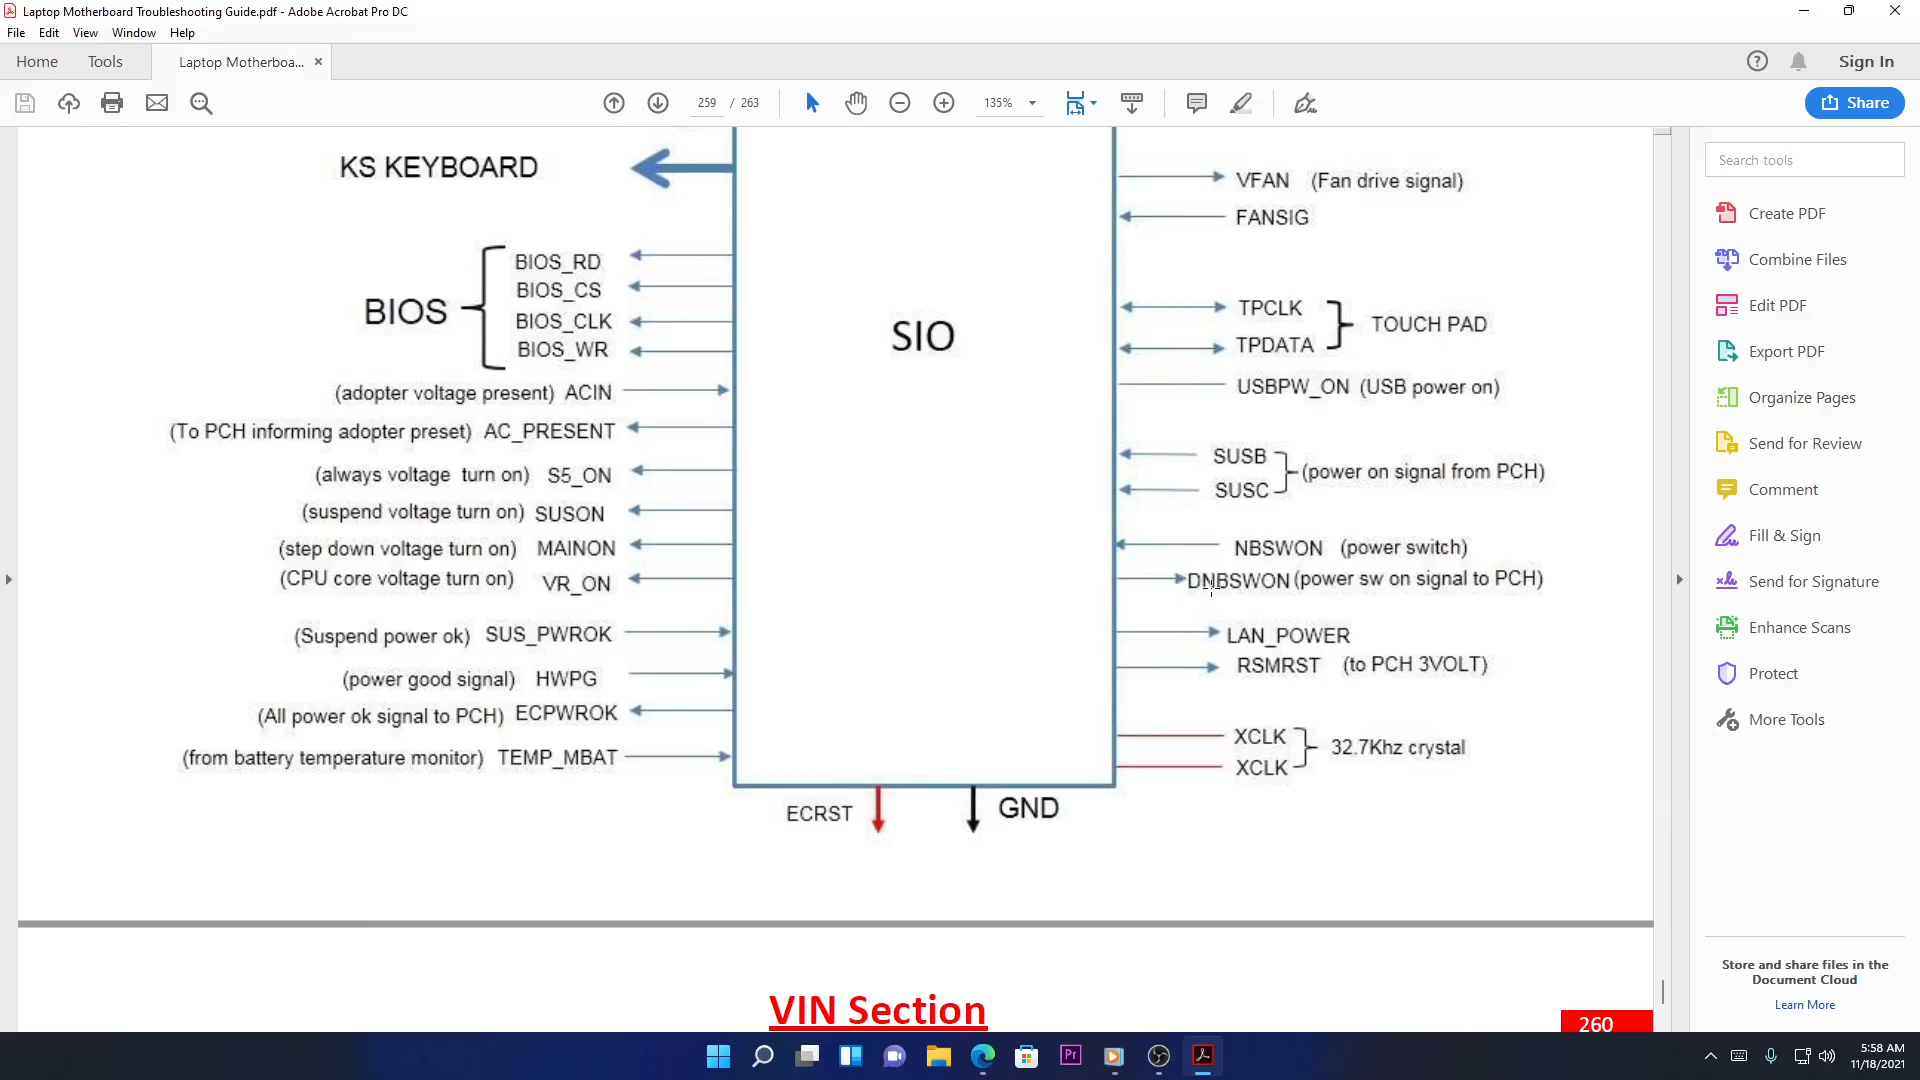 Laptop Motherboard Troubleshooting Guide.pdf - Adobe Acrobat Pro DC
File Edit View Window Help
Home Tools Laptop Motherboa... × Sign In
259 / 263 135% Share
KS KEYBOARD
BIOS
BIOS_RD
BIOS_CS
BIOS_CLK
BIOS_WR
(adopter voltage present) ACIN
(To PCH informing adopter preset) AC_PRESENT
(always voltage turn on) S5_ON
(suspend voltage turn on) SUSON
(step down voltage turn on) MAINON
(CPU core voltage turn on) VR_ON
(Suspend power ok) SUS_PWROK
(power good signal) HWPG
(All power ok signal to PCH) ECPWROK
(from battery temperature monitor) TEMP_MBAT
SIO
VFAN (Fan drive signal)
FANSIG
TPCLK
TPDATA
TOUCH PAD
USBPW_ON (USB power on)
SUSB
SUSC
(power on signal from PCH)
NBSWON (power switch)
DNBSWON (power sw on signal to PCH)
LAN_POWER
RSMRST (to PCH 3VOLT)
XCLK
XCLK
32.7Khz crystal
ECRST
GND
VIN Section
260
Search tools
Create PDF
Combine Files
Edit PDF
Export PDF
Organize Pages
Send for Review
Comment
Fill & Sign
Send for Signature
Enhance Scans
Protect
More Tools
Store and share files in the
Document Cloud
Learn More
Pr
5:58 AM
11/18/2021